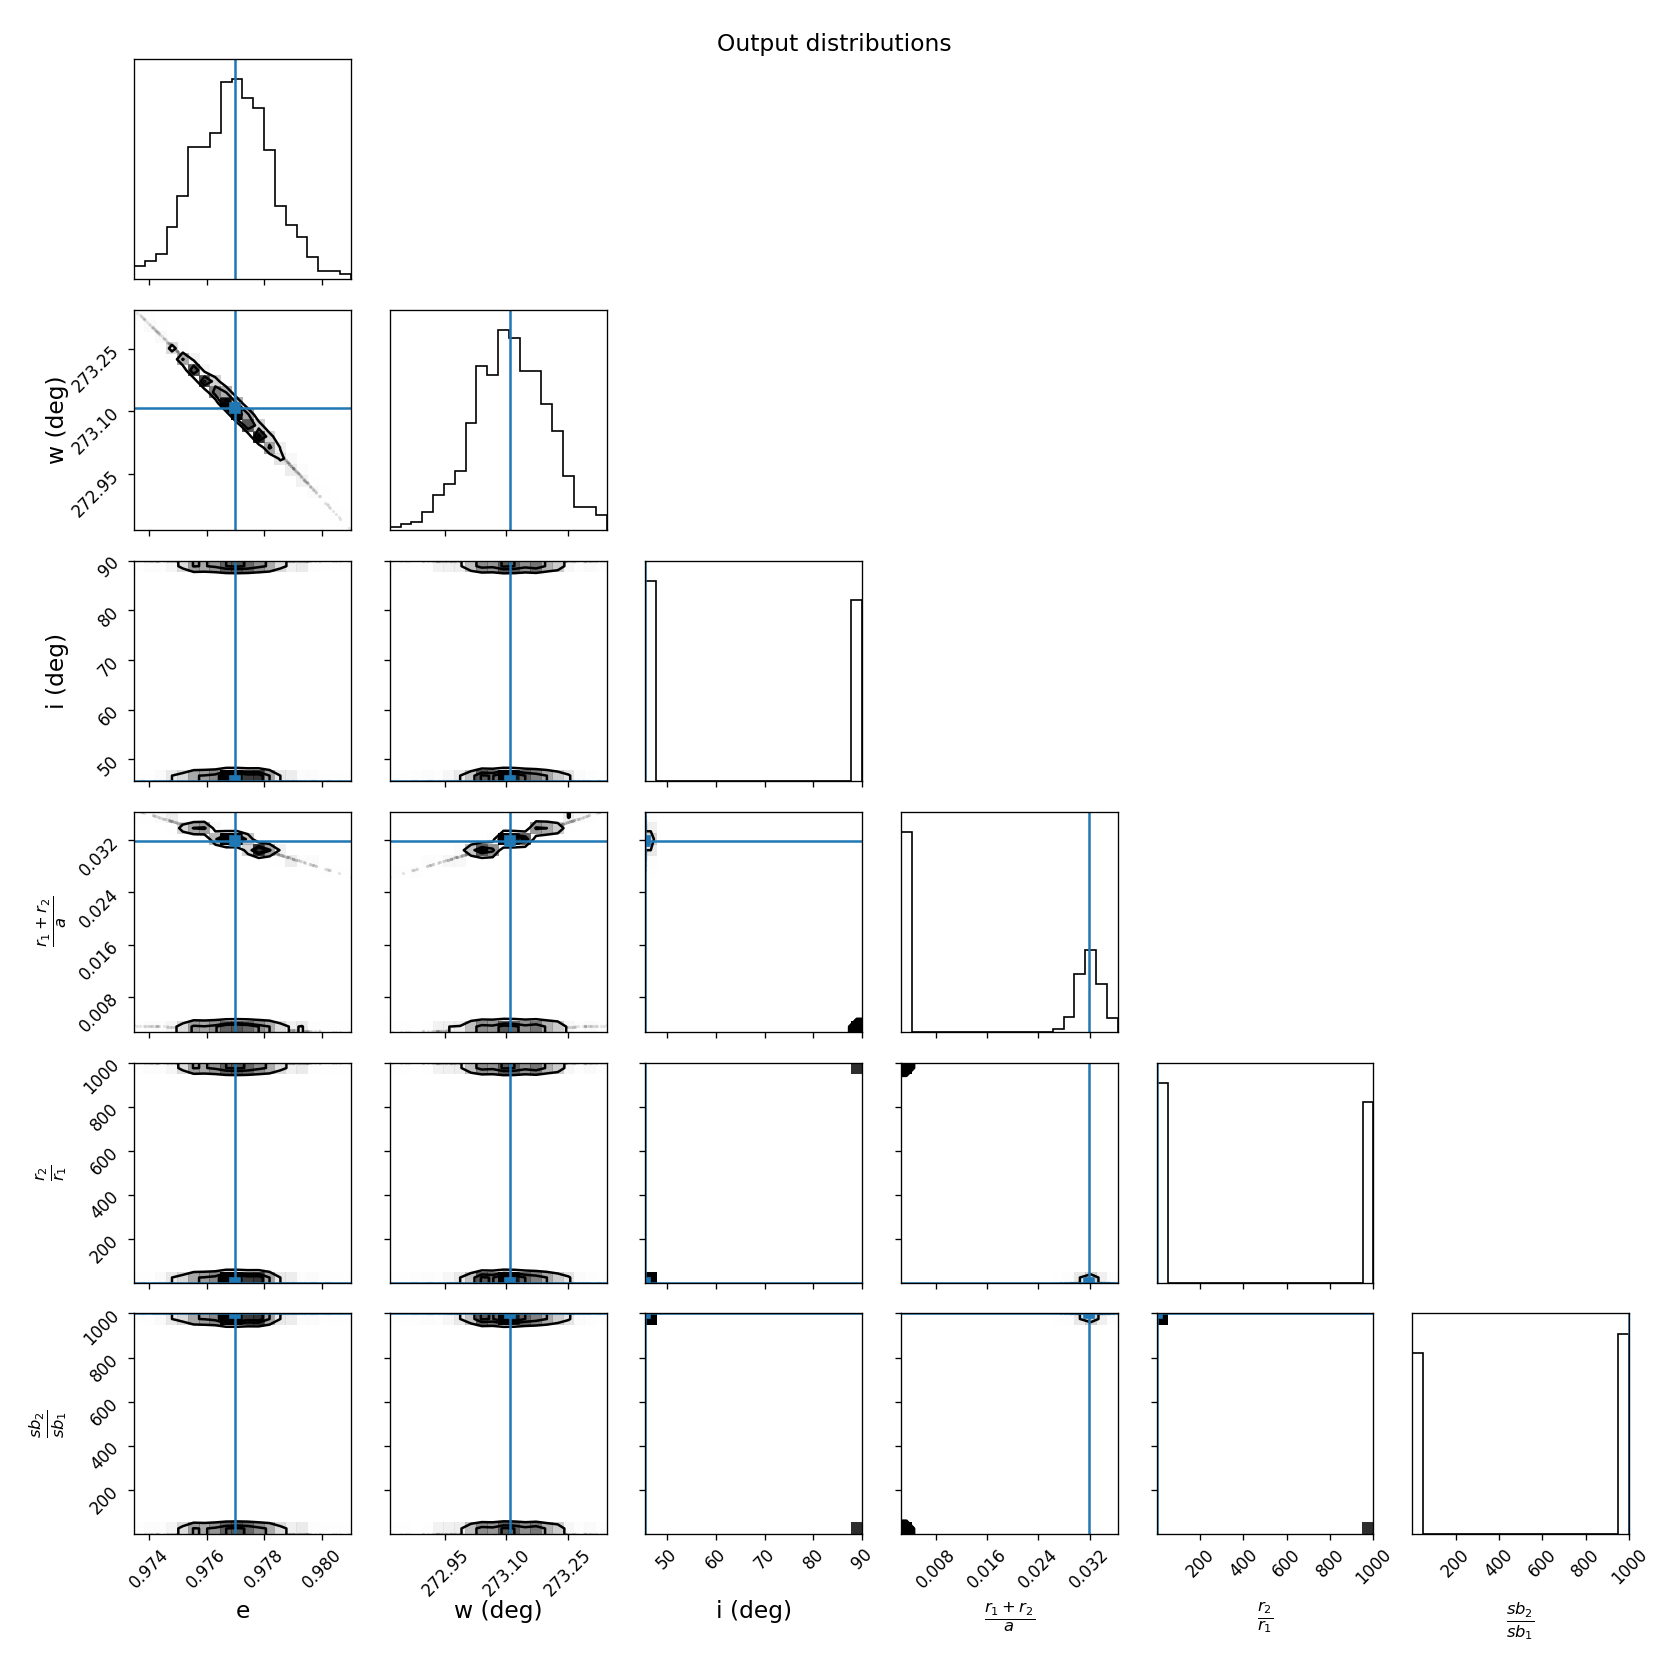 Output distributions
w (deg)
273.25
273.10
272.95
i (deg)
90
80
70
60
50
r₁ + r₂
a
0.032
0.024
0.016
0.008
r₂
r₁
1000
800
600
400
200
sb₂
sb₁
1000
800
600
400
200
0.974 0.976 0.978 0.980
272.95 273.10 273.25
50 60 70 80 90
0.008 0.016 0.024 0.032
200 400 600 800 1000
200 400 600 800 1000
e
w (deg)
i (deg)
r₁ + r₂
a
r₂
r₁
sb₂
sb₁